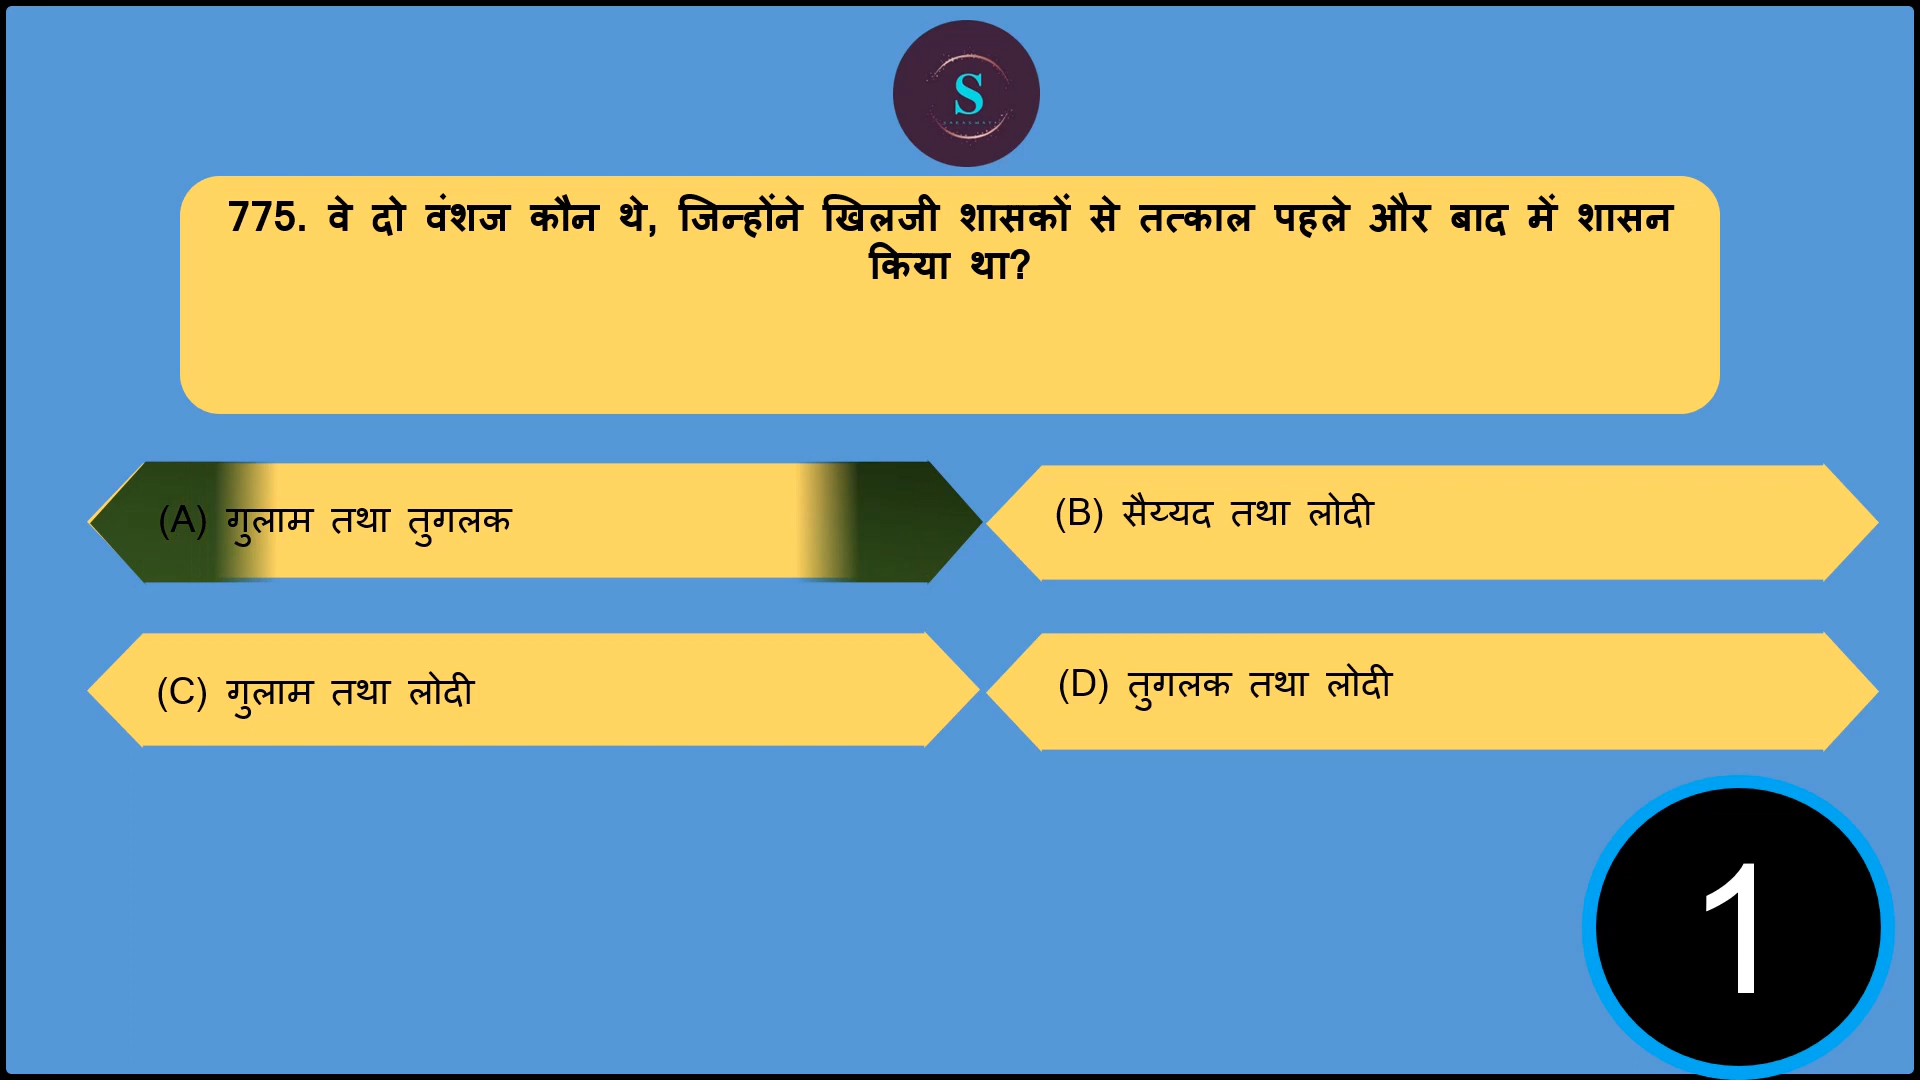 S
775. वे दो वंशज कौन थे, जिन्होंने खिलजी शासकों से तत्काल पहले और बाद में शासन
किया था?
(A) गुलाम तथा तुगलक
(B) सैय्यद तथा लोदी
(C) गुलाम तथा लोदी
(D) तुगलक तथा लोदी
1